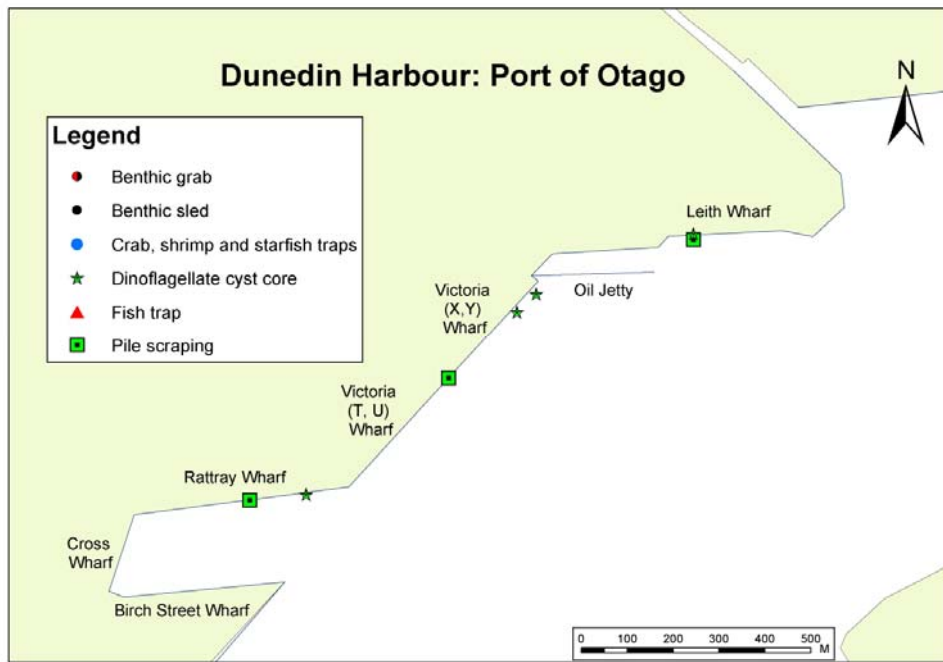 Dunedin Harbour: Port of Otago
N
Legend
Benthic grab
Benthic sled
Crab, shrimp and starfish traps
Dinoflagellate cyst core
Fish trap
Pile scraping
Leith Wharf
Oil Jetty
Victoria
(X,Y)
Wharf
Victoria
(T, U)
Wharf
Rattray Wharf
Cross
Wharf
Birch Street Wharf
0 100 200 300 400 500
M